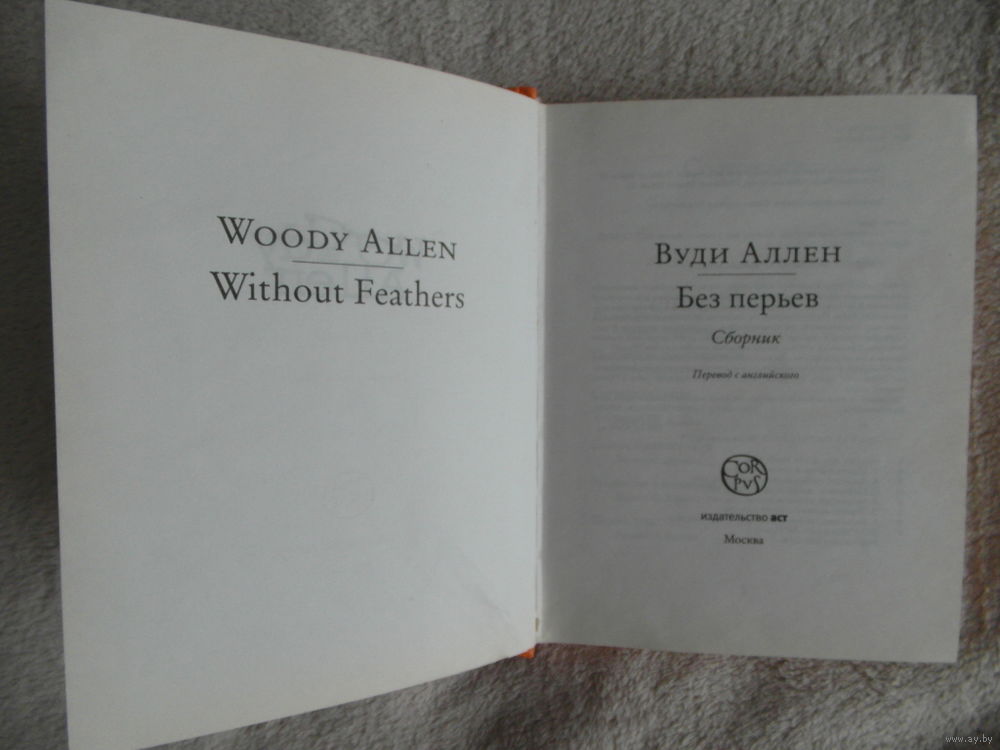 WOODY ALLEN
Without Feathers
ВУДИ АЛЛЕН
Без перьев
Сборник
Перевод с английского
CORPVS
издательство аст
Москва
www.ay.by